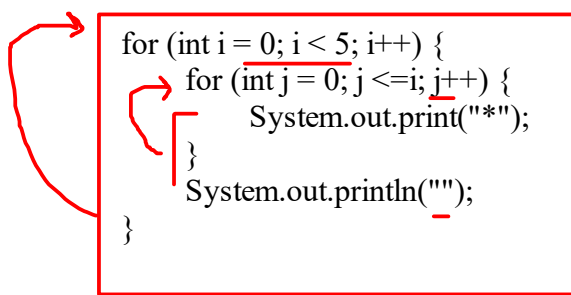 for (int i = 0; i < 5; i++) {
for (int j = 0; j <=i; j++) {
System.out.print("*");
}
System.out.println("");
}